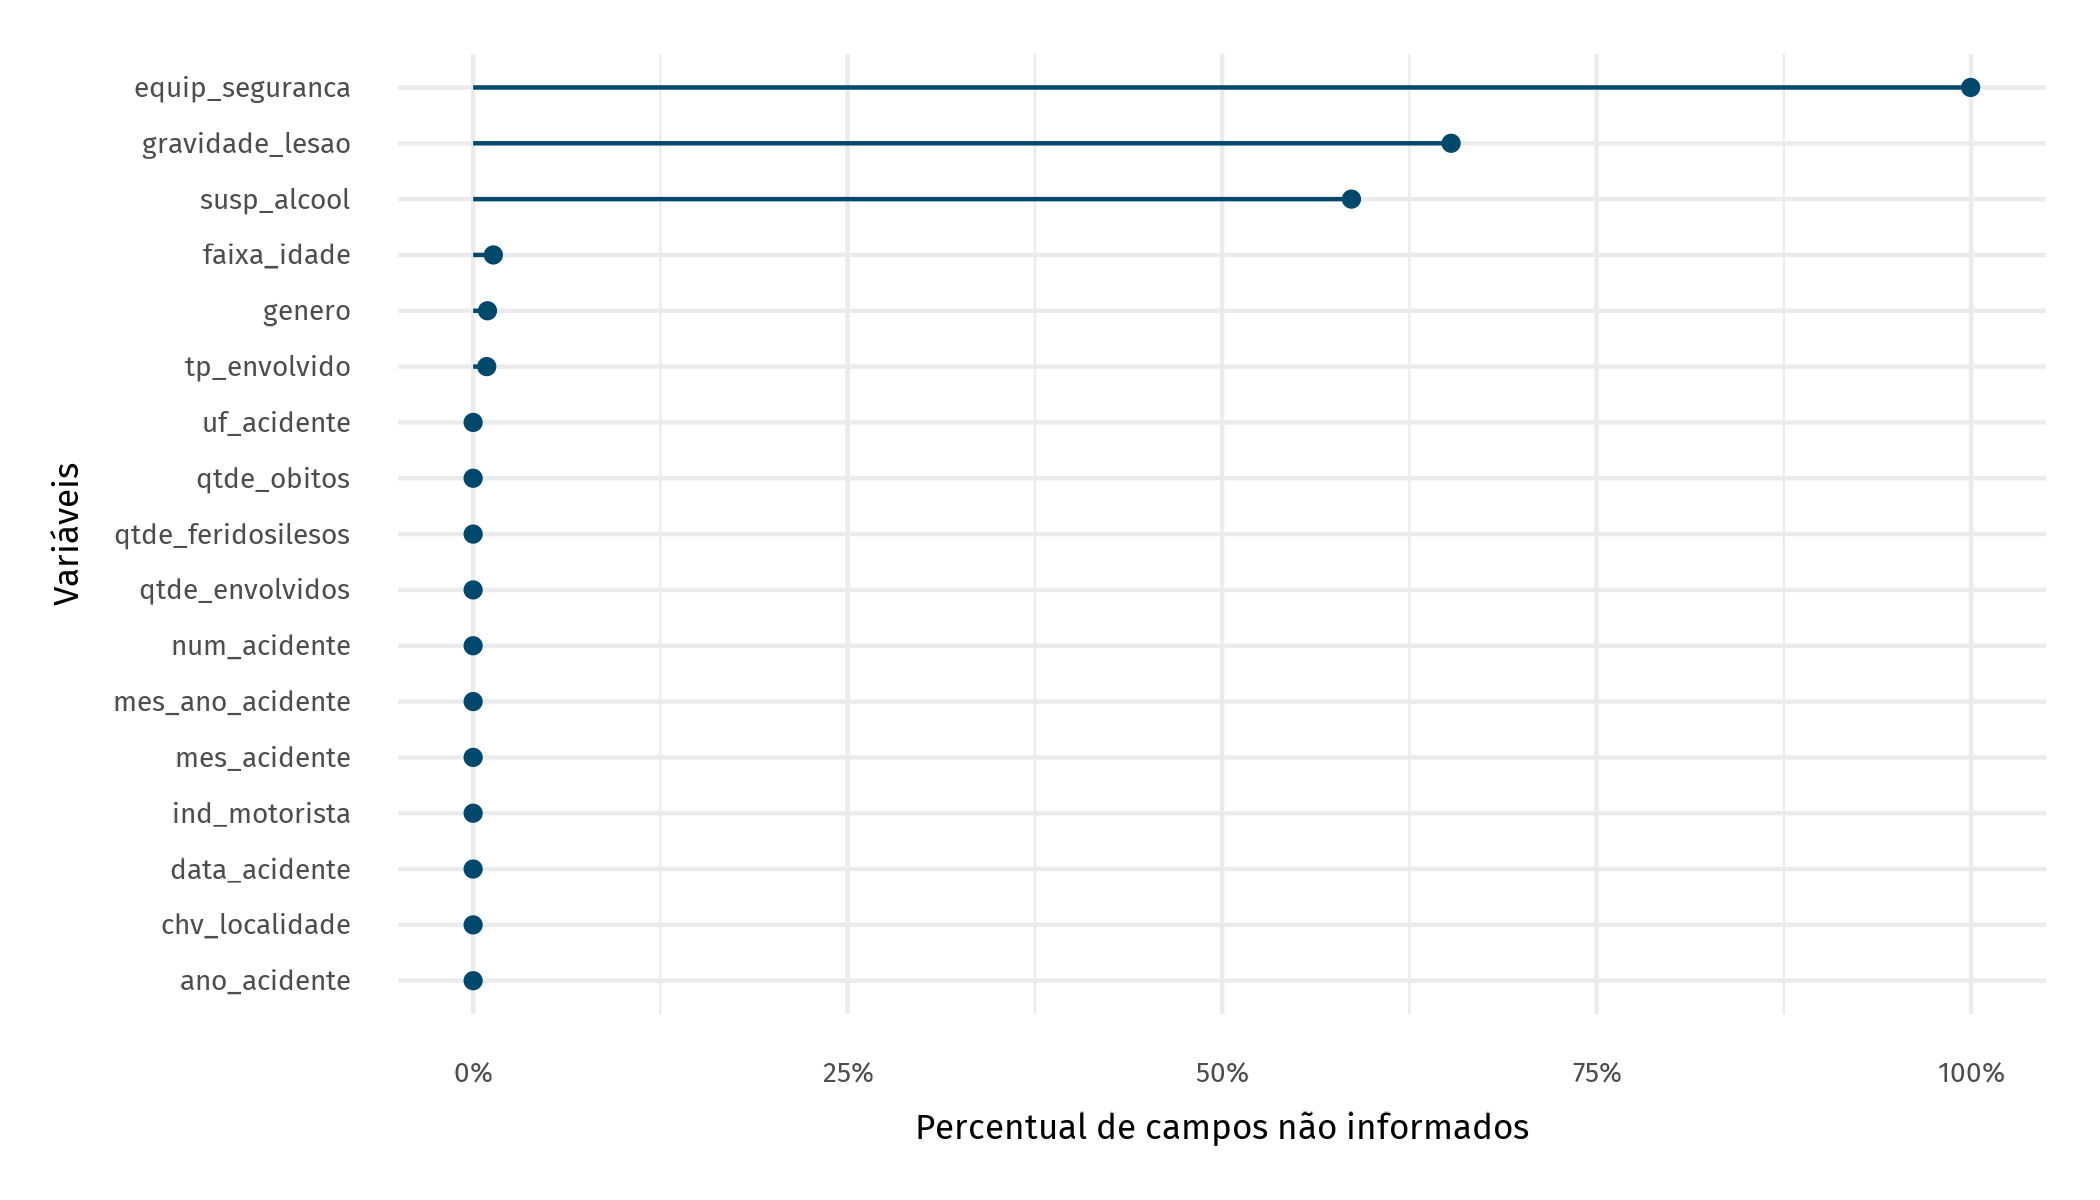 equip_seguranca
gravidade_lesao
susp_alcool
faixa_idade
genero
tp_envolvido
uf_acidente
qtde_obitos
qtde_feridosilesos
qtde_envolvidos
num_acidente
mes_ano_acidente
mes_acidente
ind_motorista
data_acidente
chv_localidade
ano_acidente
Variáveis
0% 25% 50% 75% 100%
Percentual de campos não informados